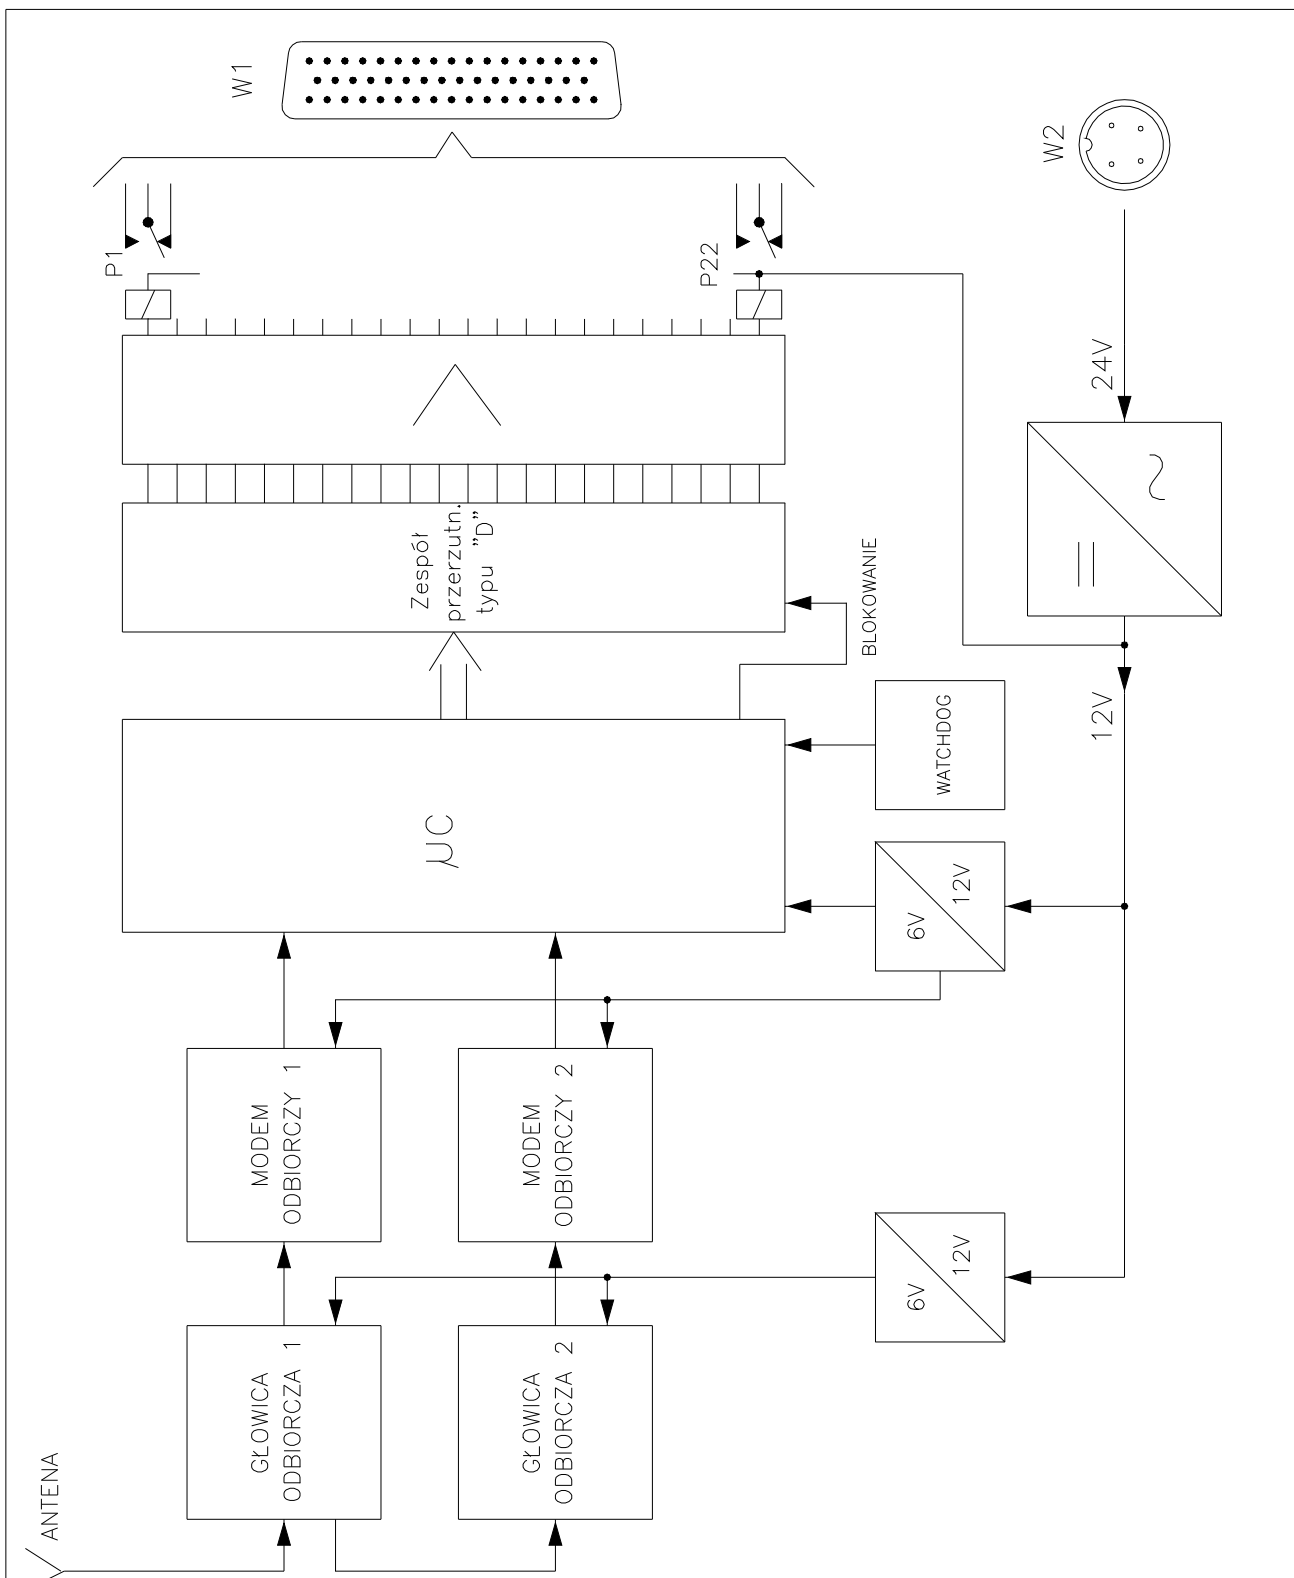 ANTENA
GŁOWICA
ODBIORCZA 1
MODEM
ODBIORCZY 1
GŁOWICA
ODBIORCZA 2
MODEM
ODBIORCZY 2
μC
Zespół
przerzutn.
typu "D"
P1
P22
W1
BLOKOWANIE
WATCHDOG
6V
12V
6V
12V
12V
24V
W2